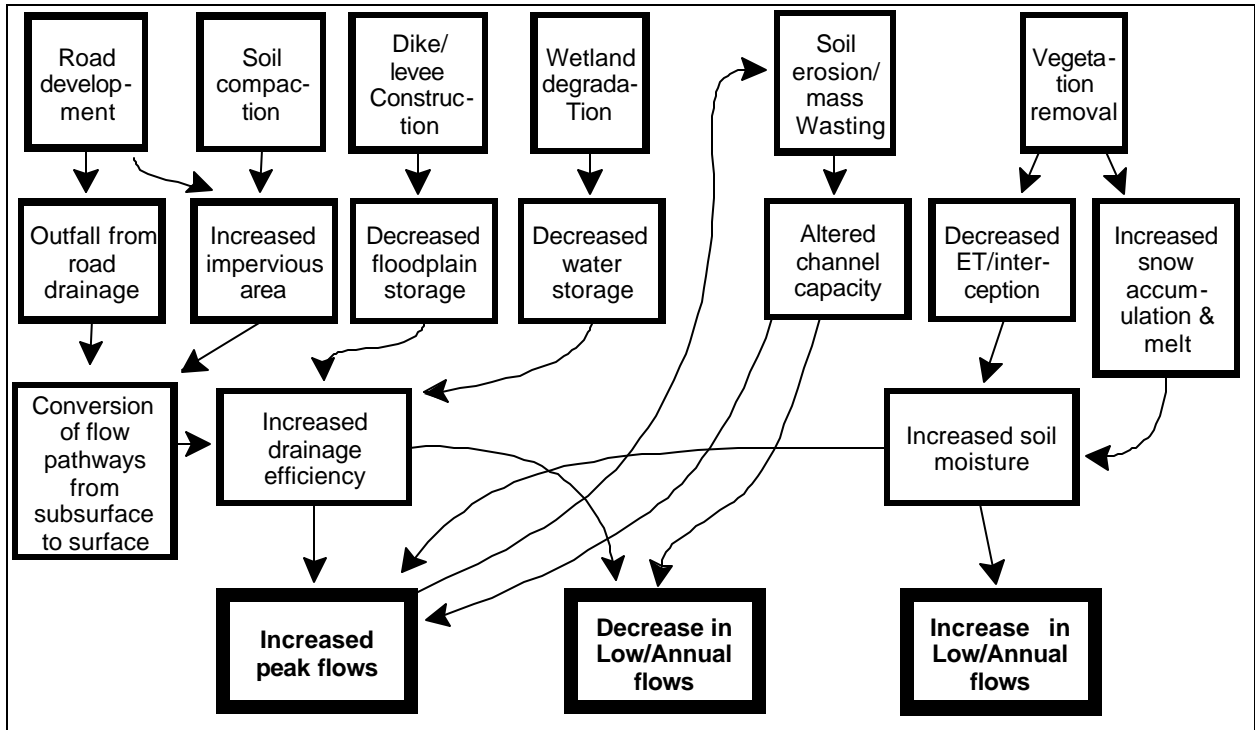 Road
develop-
ment
Soil
compac-
tion
Dike/
levee
Construc-
tion
Wetland
degrada-
Tion
Soil
erosion/
mass
Wasting
Vegeta-
tion
removal
Outfall from
road
drainage
Increased
impervious
area
Decreased
floodplain
storage
Decreased
water
storage
Altered
channel
capacity
Decreased
ET/inter-
ception
Increased
snow
accum-
ulation &
melt
Conversion
of flow
pathways
from
subsurface
to surface
Increased
drainage
efficiency
Increased soil
moisture
Increased
peak flows
Decrease in
Low/Annual
flows
Increase in
Low/Annual
flows